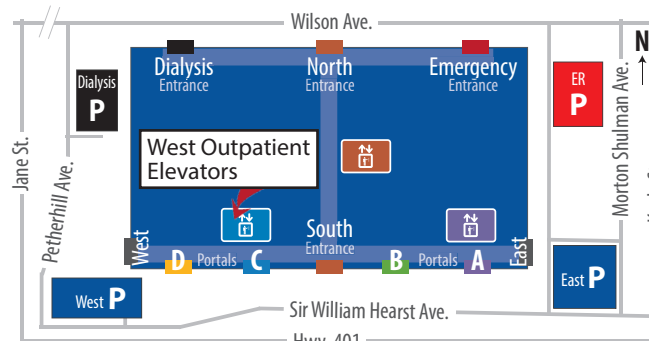 Wilson Ave.
N
Dialysis
Entrance
North
Entrance
Emergency
Entrance
Dialysis
P
ER
P
Jane St.
Petherhill Ave.
Morton Shulman Ave.
West Outpatient
Elevators
South
Entrance
West
East
D
Portals
C
B
Portals
A
West P
East P
Sir William Hearst Ave.
Hwy. 401